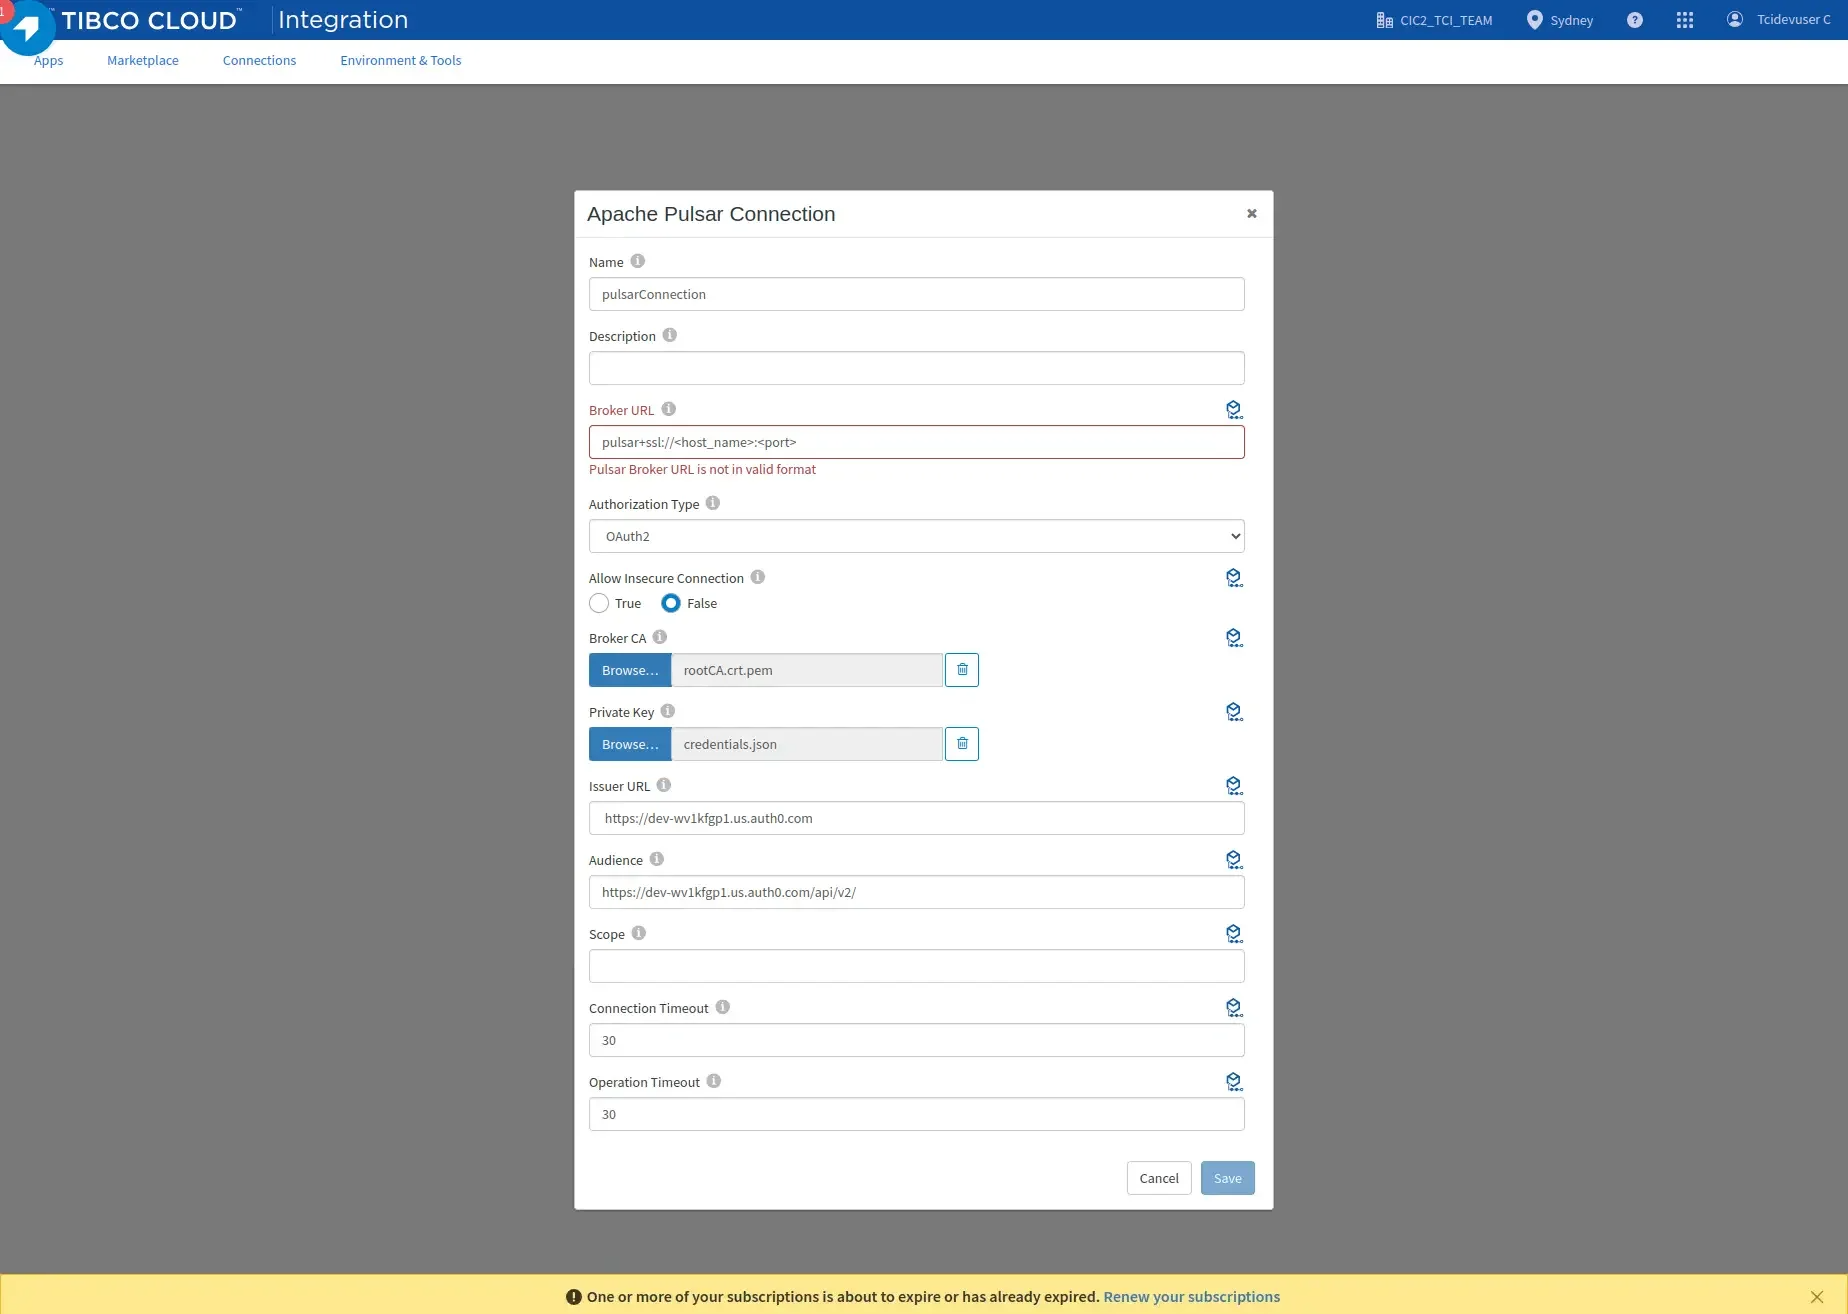 1
TIBCO CLOUD™ Integration
CIC2_TCI_TEAM
Sydney
?
Tcidevuser C
Apps
Marketplace
Connections
Environment & Tools
Apache Pulsar Connection
Name
pulsarConnection
Description
Broker URL
pulsar+ssl://<host_name>:<port>
Pulsar Broker URL is not in valid format
Authorization Type
OAuth2
Allow Insecure Connection
True
False
Broker CA
Browse...
rootCA.crt.pem
Private Key
Browse...
credentials.json
Issuer URL
https://dev-wv1kfgp1.us.auth0.com
Audience
https://dev-wv1kfgp1.us.auth0.com/api/v2/
Scope
Connection Timeout
30
Operation Timeout
30
Cancel
Save
One or more of your subscriptions is about to expire or has already expired. Renew your subscriptions